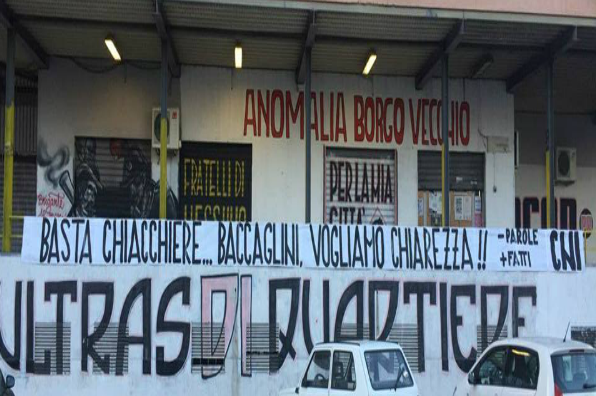 ANOMALIA BORGO VECCHIO
FRATELLI DI
NESSUNO
PER LA MIA
CITTÀ
BASTA CHIACCHIERE... BACCAGLINI, VOGLIAMO CHIAREZZA!! -PAROLE
+FATTI
CNI
ULTRAS DI QUARTIERE